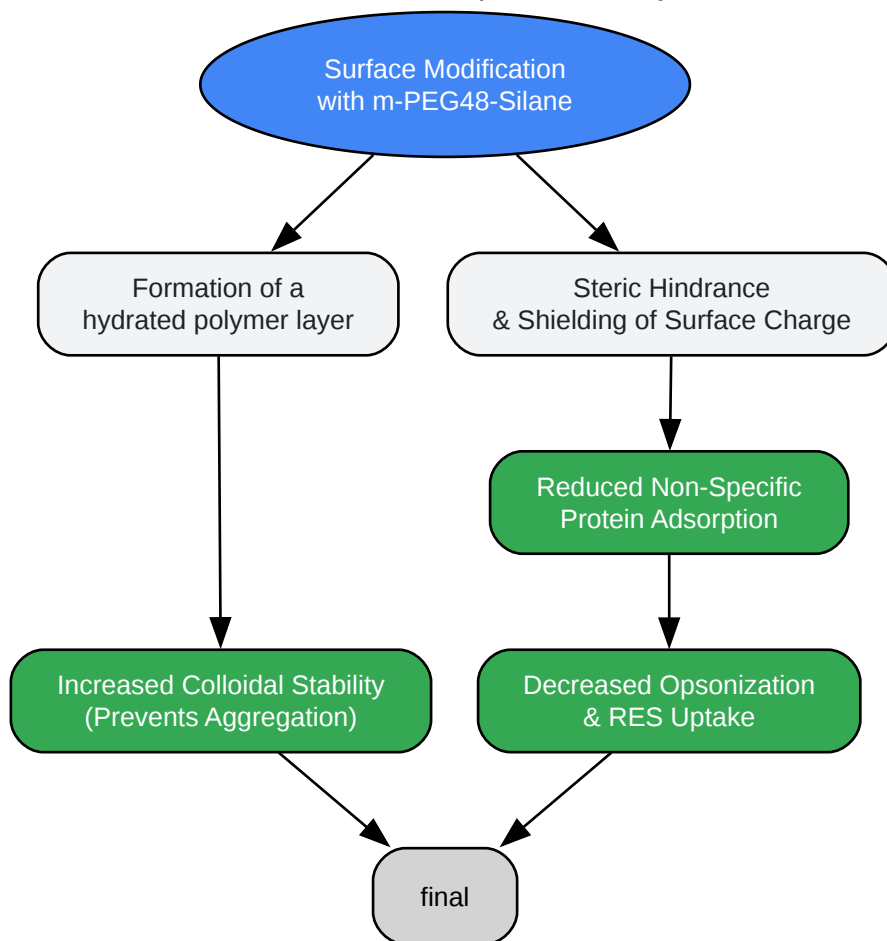 Surface Modification
with m-PEG48-Silane
Formation of a
hydrated polymer layer
Steric Hindrance
& Shielding of Surface Charge
Reduced Non-Specific
Protein Adsorption
Increased Colloidal Stability
(Prevents Aggregation)
Decreased Opsonization
& RES Uptake
final